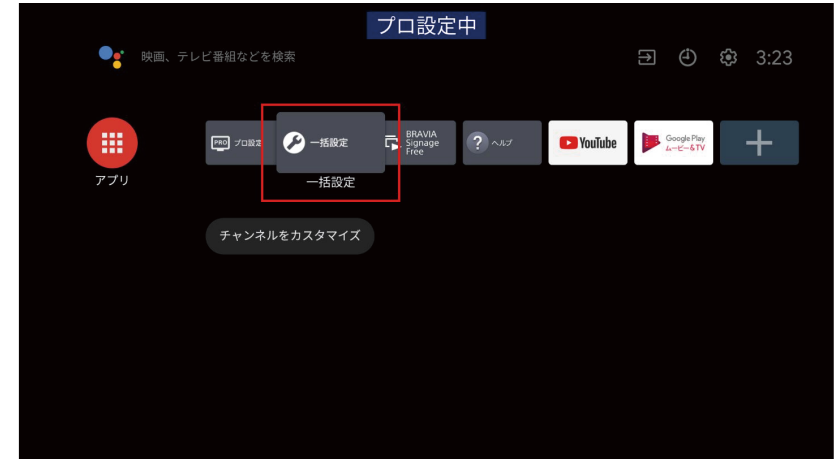 プロ設定中
映画、テレビ番組などを検索
3:23
PRO プロ設定
一括設定
BRAVIA
Signage
Free
? ヘルプ
YouTube
Google Play
ムービー&TV
アプリ
一括設定
チャンネルをカスタマイズ